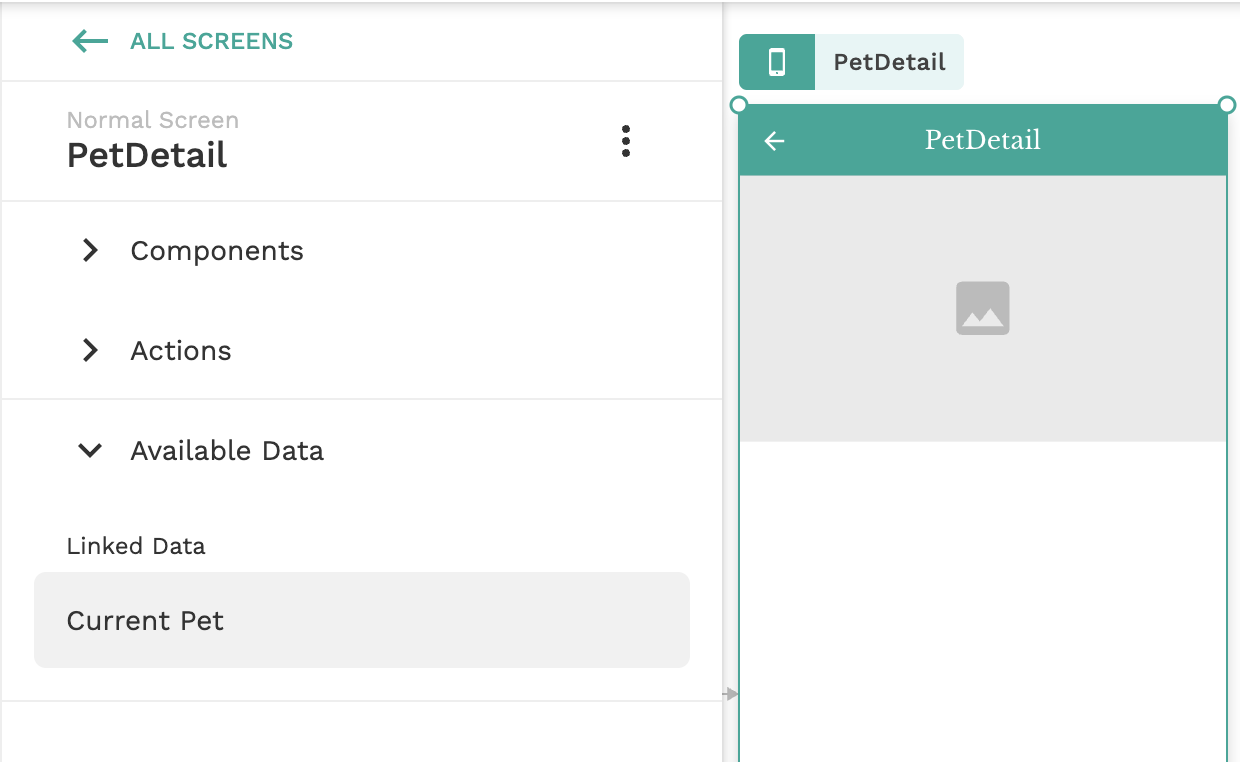 ALL SCREENS
Normal Screen
PetDetail
Components
Actions
Available Data
Linked Data
Current Pet
PetDetail
PetDetail